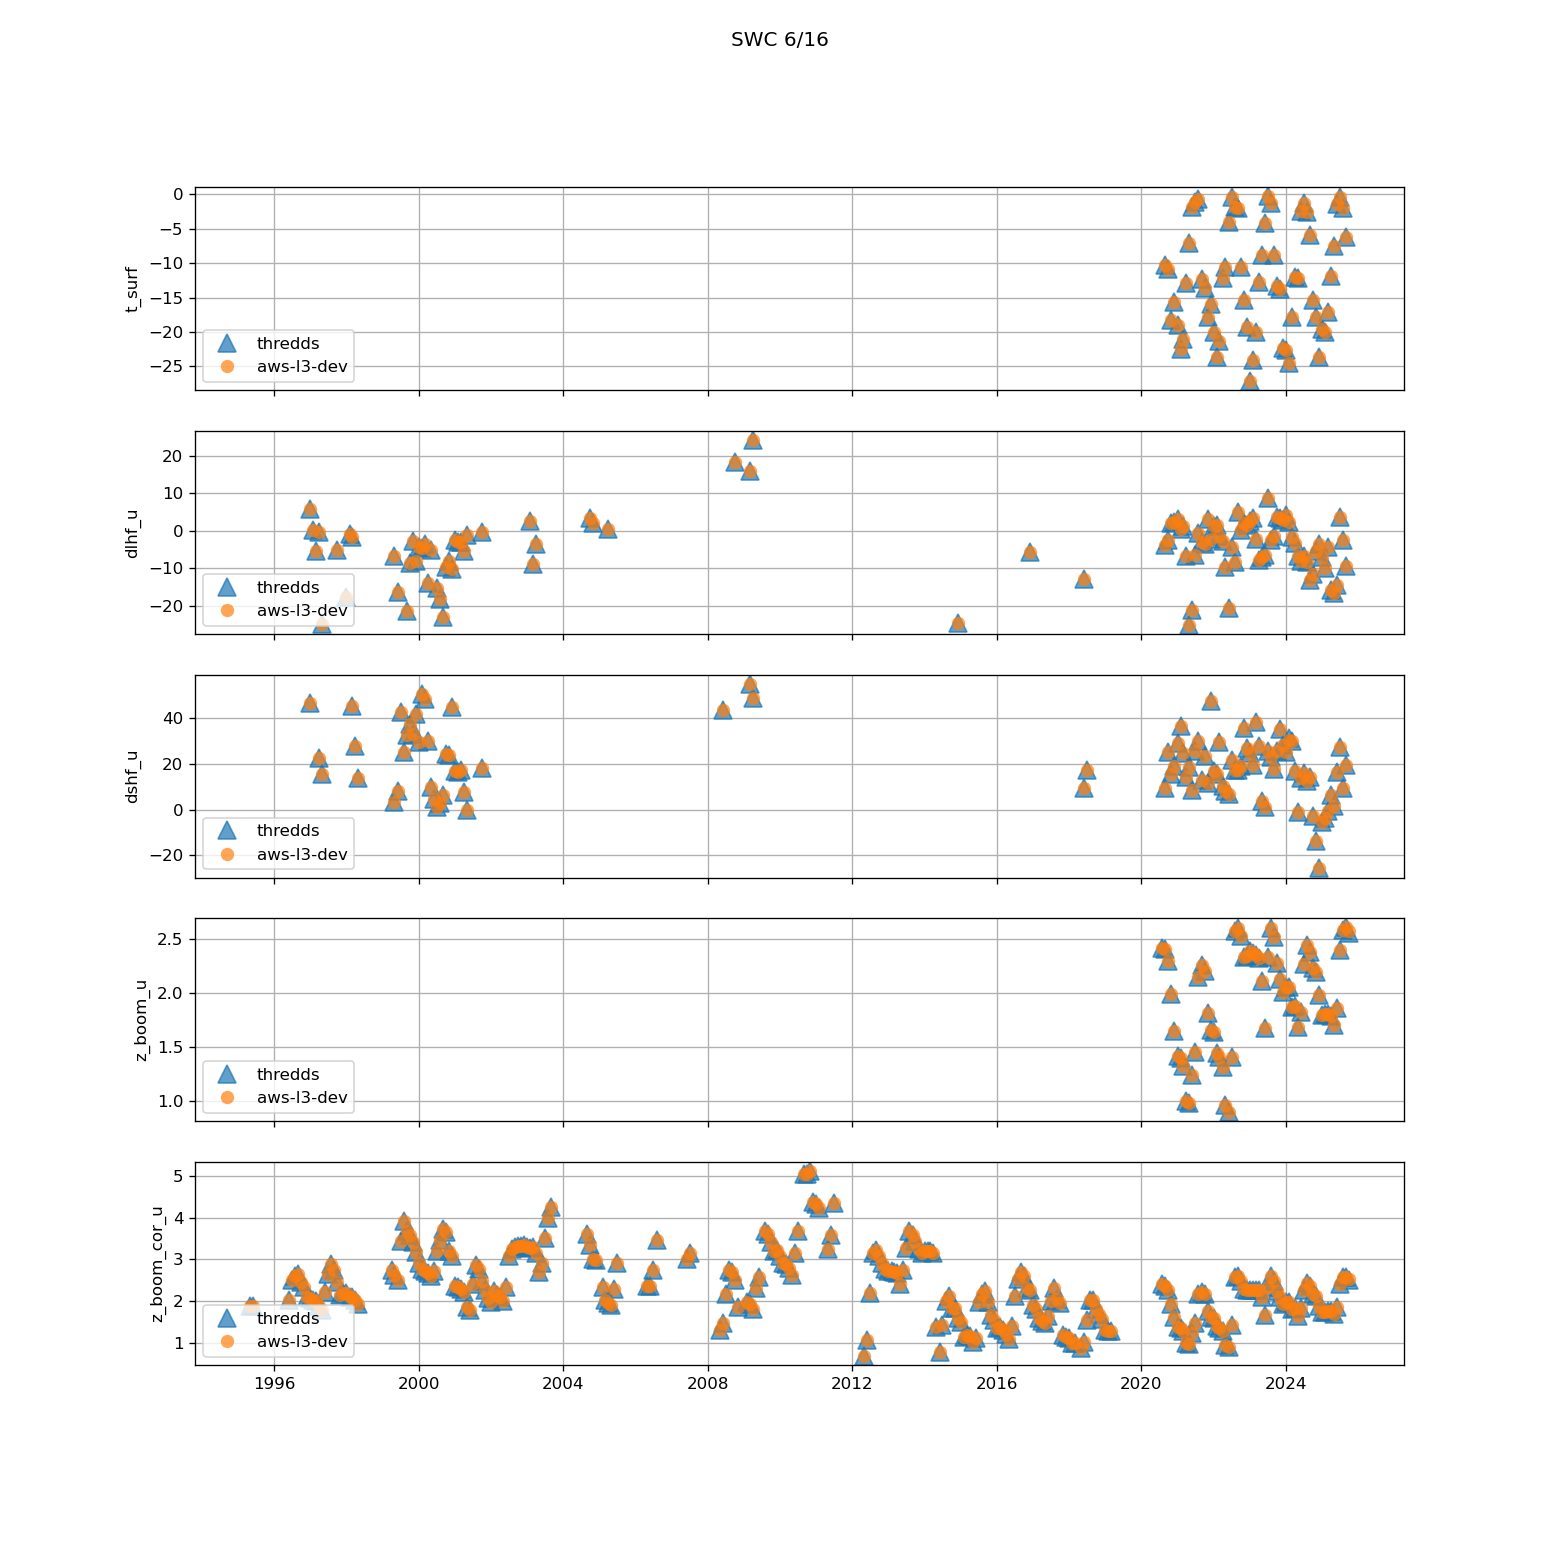 SWC 6/16
0
−5
−10
−15
−20
−25
t_surf
thredds
aws-l3-dev
20
10
0
−10
−20
dlhf_u
thredds
aws-l3-dev
40
20
0
−20
dshf_u
thredds
aws-l3-dev
2.5
2.0
1.5
1.0
z_boom_u
thredds
aws-l3-dev
5
4
3
2
1
z_boom_cor_u
thredds
aws-l3-dev
1996 2000 2004 2008 2012 2016 2020 2024